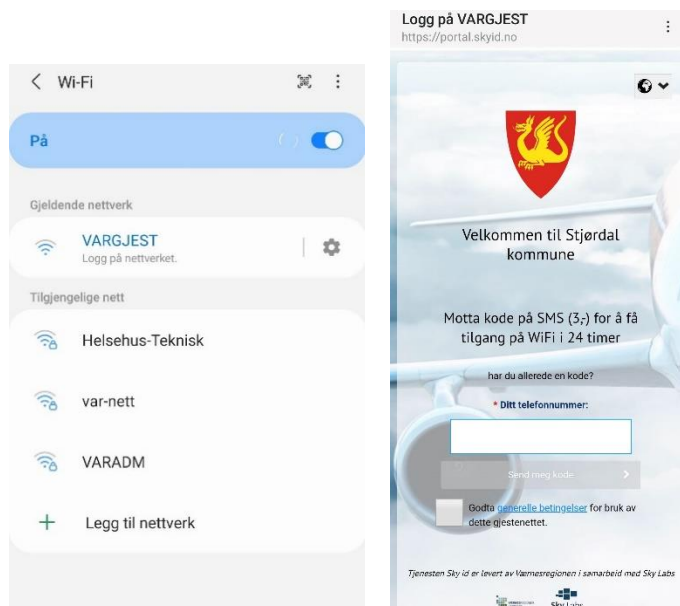 Wi-Fi
På
Gjeldende nettverk
VARGJEST
Logg på nettverket.
Tilgjengelige nett
Helsehus-Teknisk
var-nett
VARADM
Legg til nettverk
Logg på VARGJEST
https://portal.skyid.no
Velkommen til Stjørdal
kommune
Motta kode på SMS (3,-) for å få
tilgang på WiFi i 24 timer
har du allerede en kode?
* Ditt telefonnummer:
Send meg kode
Godta generelle betingelser for bruk av
dette gjestenettet.
Tjenesten Sky id er levert av Værnesregionen i samarbeid med Sky Labs
Sky Labs